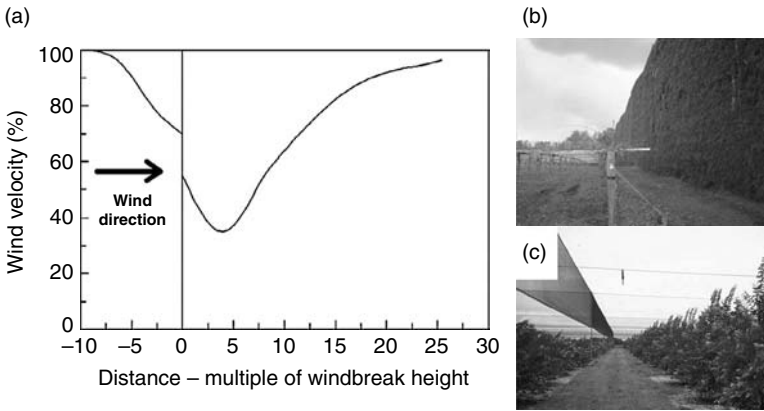 (a)
100
80
60
40
20
0
Wind velocity (%)
Wind
direction
–10
–5
0
5
10
15
20
25
30
Distance – multiple of windbreak height
(b)
(c)